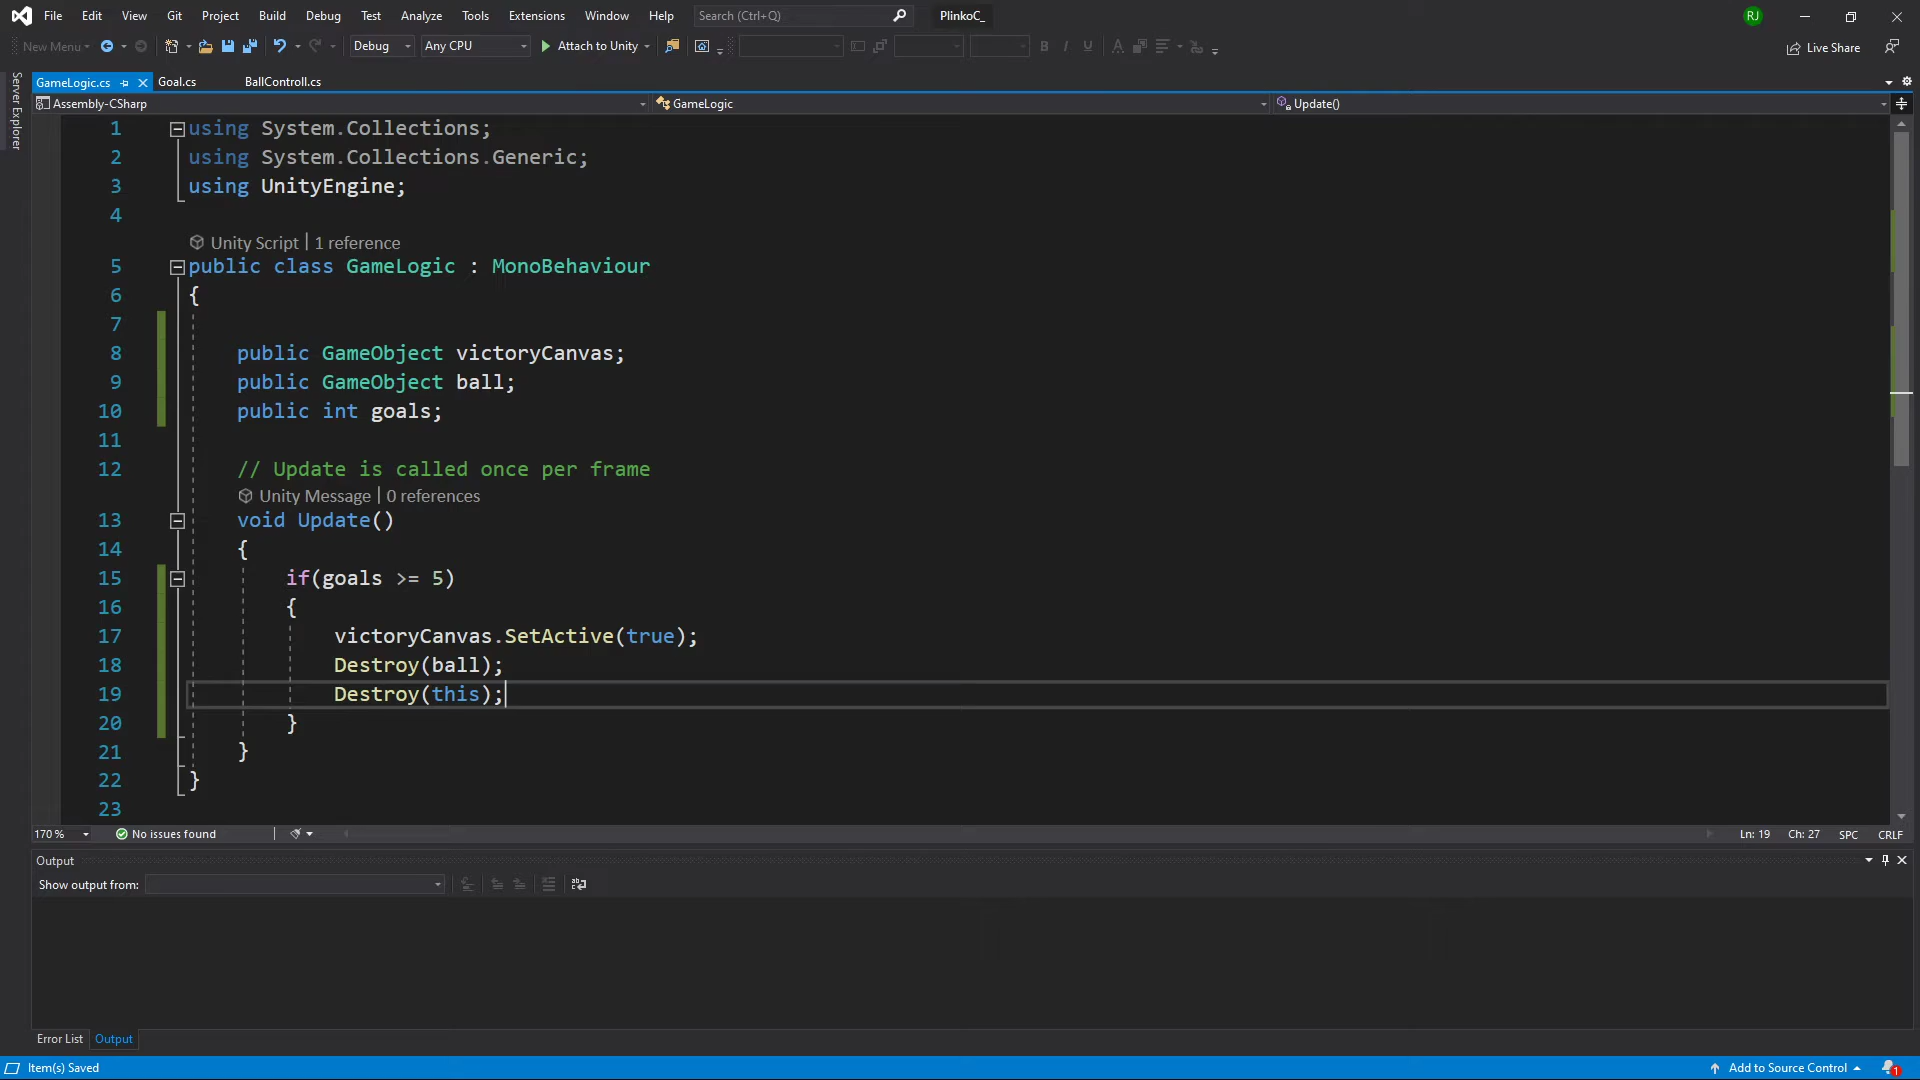 File Edit View Git Project Build Debug Test Analyze Tools Extensions Window Help Search (Ctrl+Q) PlinkoC_ RJ
New Menu Debug Any CPU Attach to Unity B I U A Live Share
GameLogic.cs Goal.cs BallControll.cs
Assembly-CSharp GameLogic Update()
Server Explorer
1 using System.Collections;
2 using System.Collections.Generic;
3 using UnityEngine;
4
Unity Script | 1 reference
5 public class GameLogic : MonoBehaviour
6 {
7
8 public GameObject victoryCanvas;
9 public GameObject ball;
10 public int goals;
11
12 // Update is called once per frame
Unity Message | 0 references
13 void Update()
14 {
15 if(goals >= 5)
16 {
17 victoryCanvas.SetActive(true);
18 Destroy(ball);
19 Destroy(this);
20 }
21 }
22 }
23
170 % No issues found Ln: 19 Ch: 27 SPC CRLF
Output
Show output from:
Error List Output
Item(s) Saved Add to Source Control 1